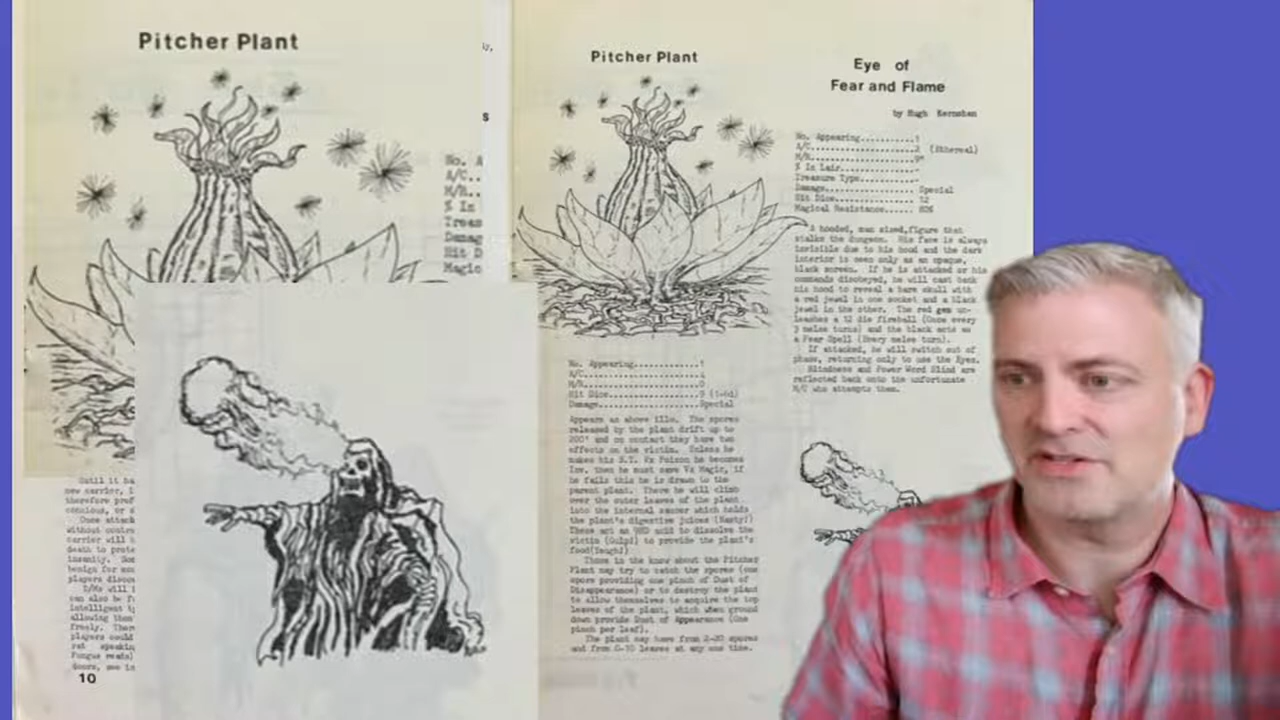 Pitcher Plant
No. A
A/C..
M/R..
% In
Treas
Damag
Hit D
Magic
Until it ha
new carrier, i
therefore prof
concious, or d
Once attack
without contr
carrier will b
death to prote
insanity. Som
benign for mos
players disco
D/Ms will
can also be f
intelligent t
allowing them
freely. Ther
players could
rat speakin
Fungus reads)
doors, see in
10
Pitcher Plant
No. Appearing..............1
A/C
M/R..........................0
Hit Dice....................9
Damage....................Special
Appears as above illo. The spores
released by the plant drift up to
200' and on contact they have two
effects on the victim. Unless he
makes his S.T. Vs Poison he becomes
Inv. then he must save Vs Magic, if
he fails this he is drawn to the
parent plant. There he will climb
over the outer leaves of the plant
into the internal saucer which holds
the plant's digestive juices (Nasty!)
These act as acid to dissolve the
victim (Gulp!) to provide the plant's
food(Yeugh!)
Those in the know about the Pitcher
Plant may try to catch the spores (one
spore providing one pinch of Dust of
Disappearance) or to destroy the plant
to allow themselves to acquire the top
leaves of the plant, which when ground
down provide Dust of Appearance (One
pinch per leaf).
The plant may have from 2-20 spores
and from 0-10 leaves at any one time.
Eye of
Fear and Flame
by Hugh
No. Appearing............1
A/C.......................2 (Ethereal)
M/R.......................9"
% In Lair................-
Treasure Type............-
Damage.................... Special
Hit Dice.................. 12
Magical Resistance......
A hooded, man sized,figure that
stalks the dungeon. His face is always
invisible due to his hood and the dark
interior is seen only as an opaque,
black screen. If he is attacked or his
commands disobeyed, he will cast back
his hood to reveal a bare skull with
a red jewel in one socket and a black
jewel in the other. The red gem un-
leashes a 12 die fireball (Once every
3 melee turns) and the black acts as
a Fear Spell (Every melee turn).
If attacked, he will switch out of
phase, returning only to use the Eyes.
Blindness and Power Word Blind are
reflected back onto the unfortunate
M/U who attempts them.